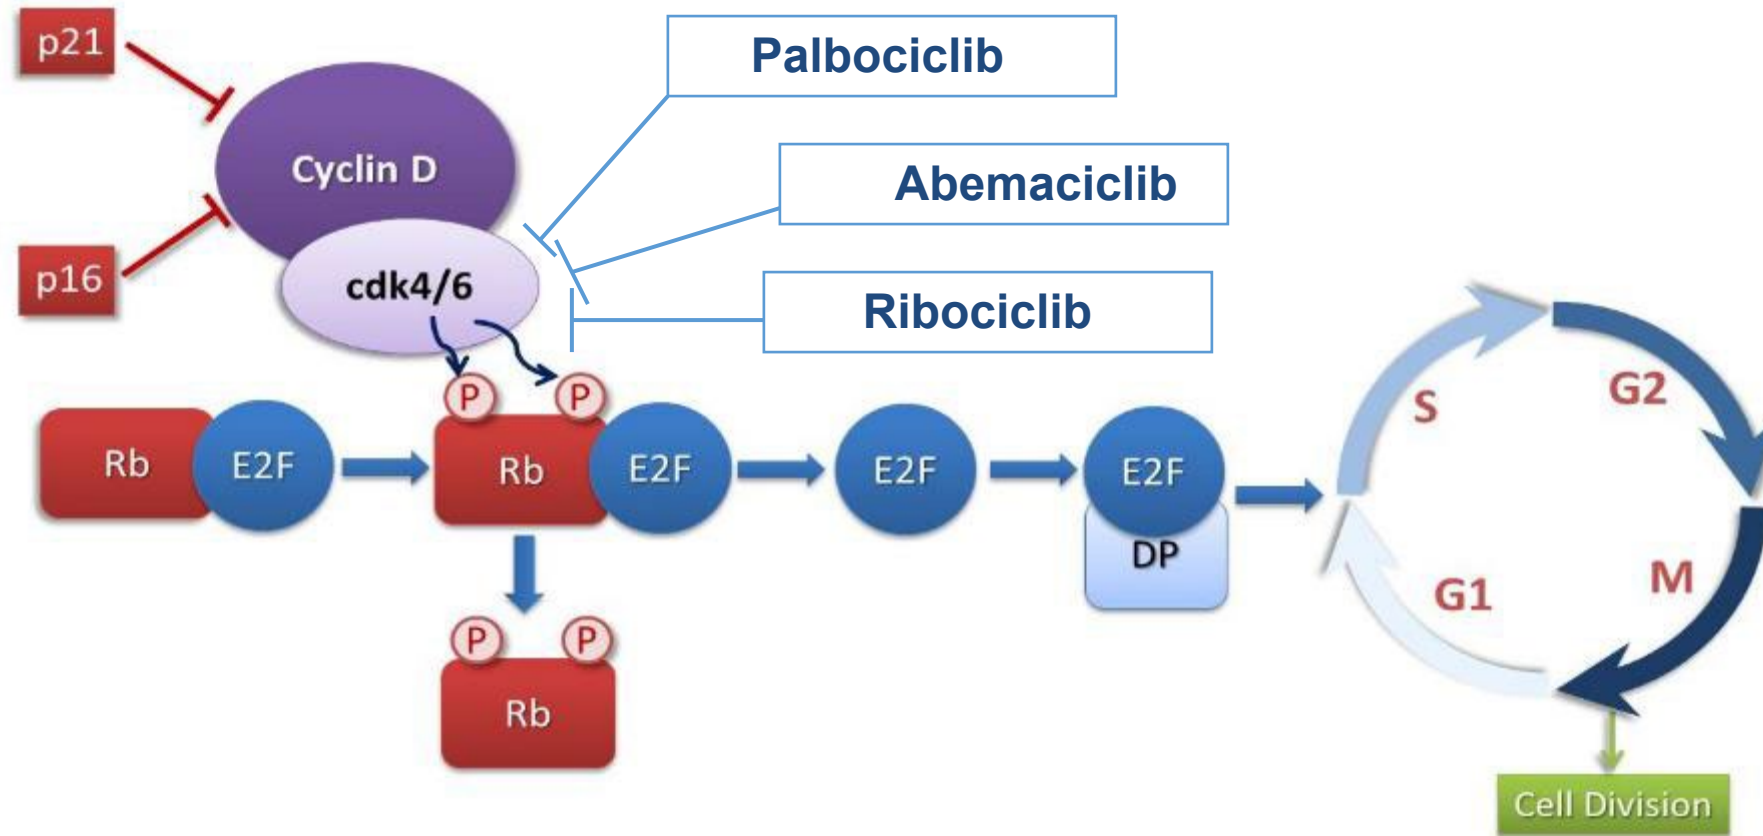 p21
Palbociclib
Cyclin D
Abemaciclib
p16
cdk4/6
Ribociclib
P P
Rb E2F
Rb E2F
E2F
E2F
DP
P P
Rb
S
G2
G1
M
Cell Division